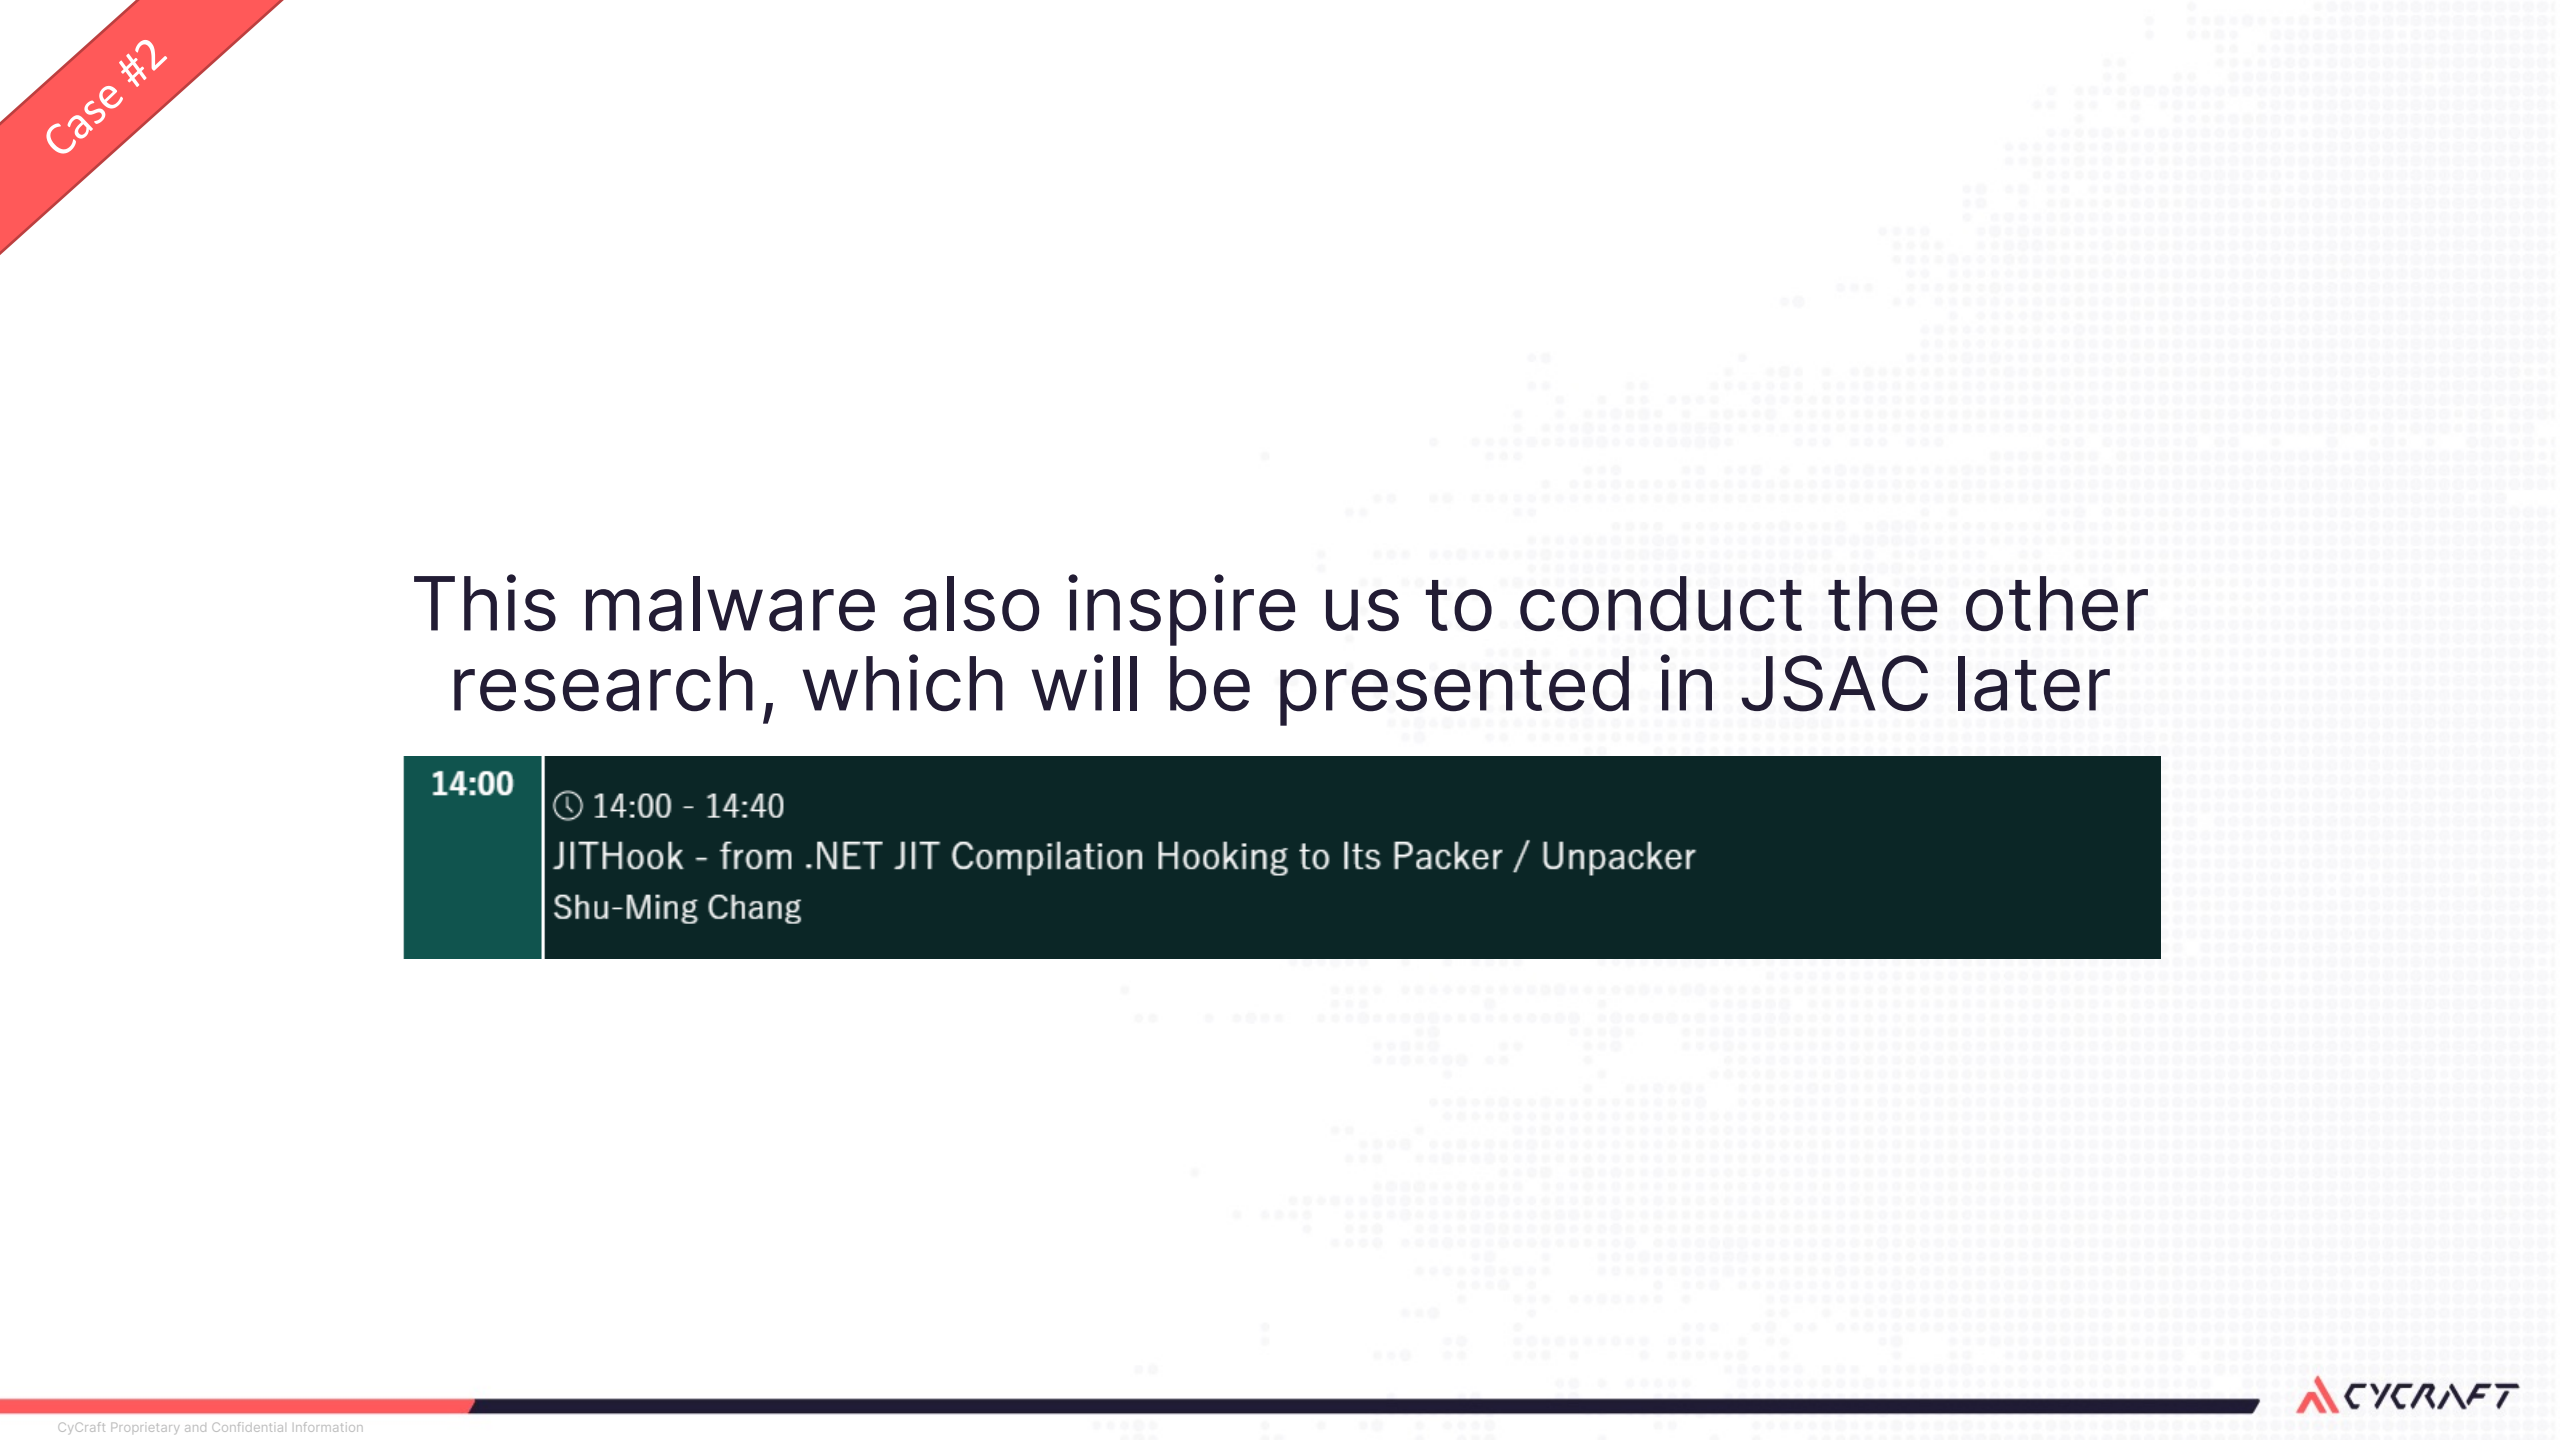 Case #2
This malware also inspire us to conduct the other
research, which will be presented in JSAC later
14:00
14:00 - 14:40
JITHook - from .NET JIT Compilation Hooking to Its Packer / Unpacker
Shu-Ming Chang
CyCraft Proprietary and Confidential Information
CYCRAFT